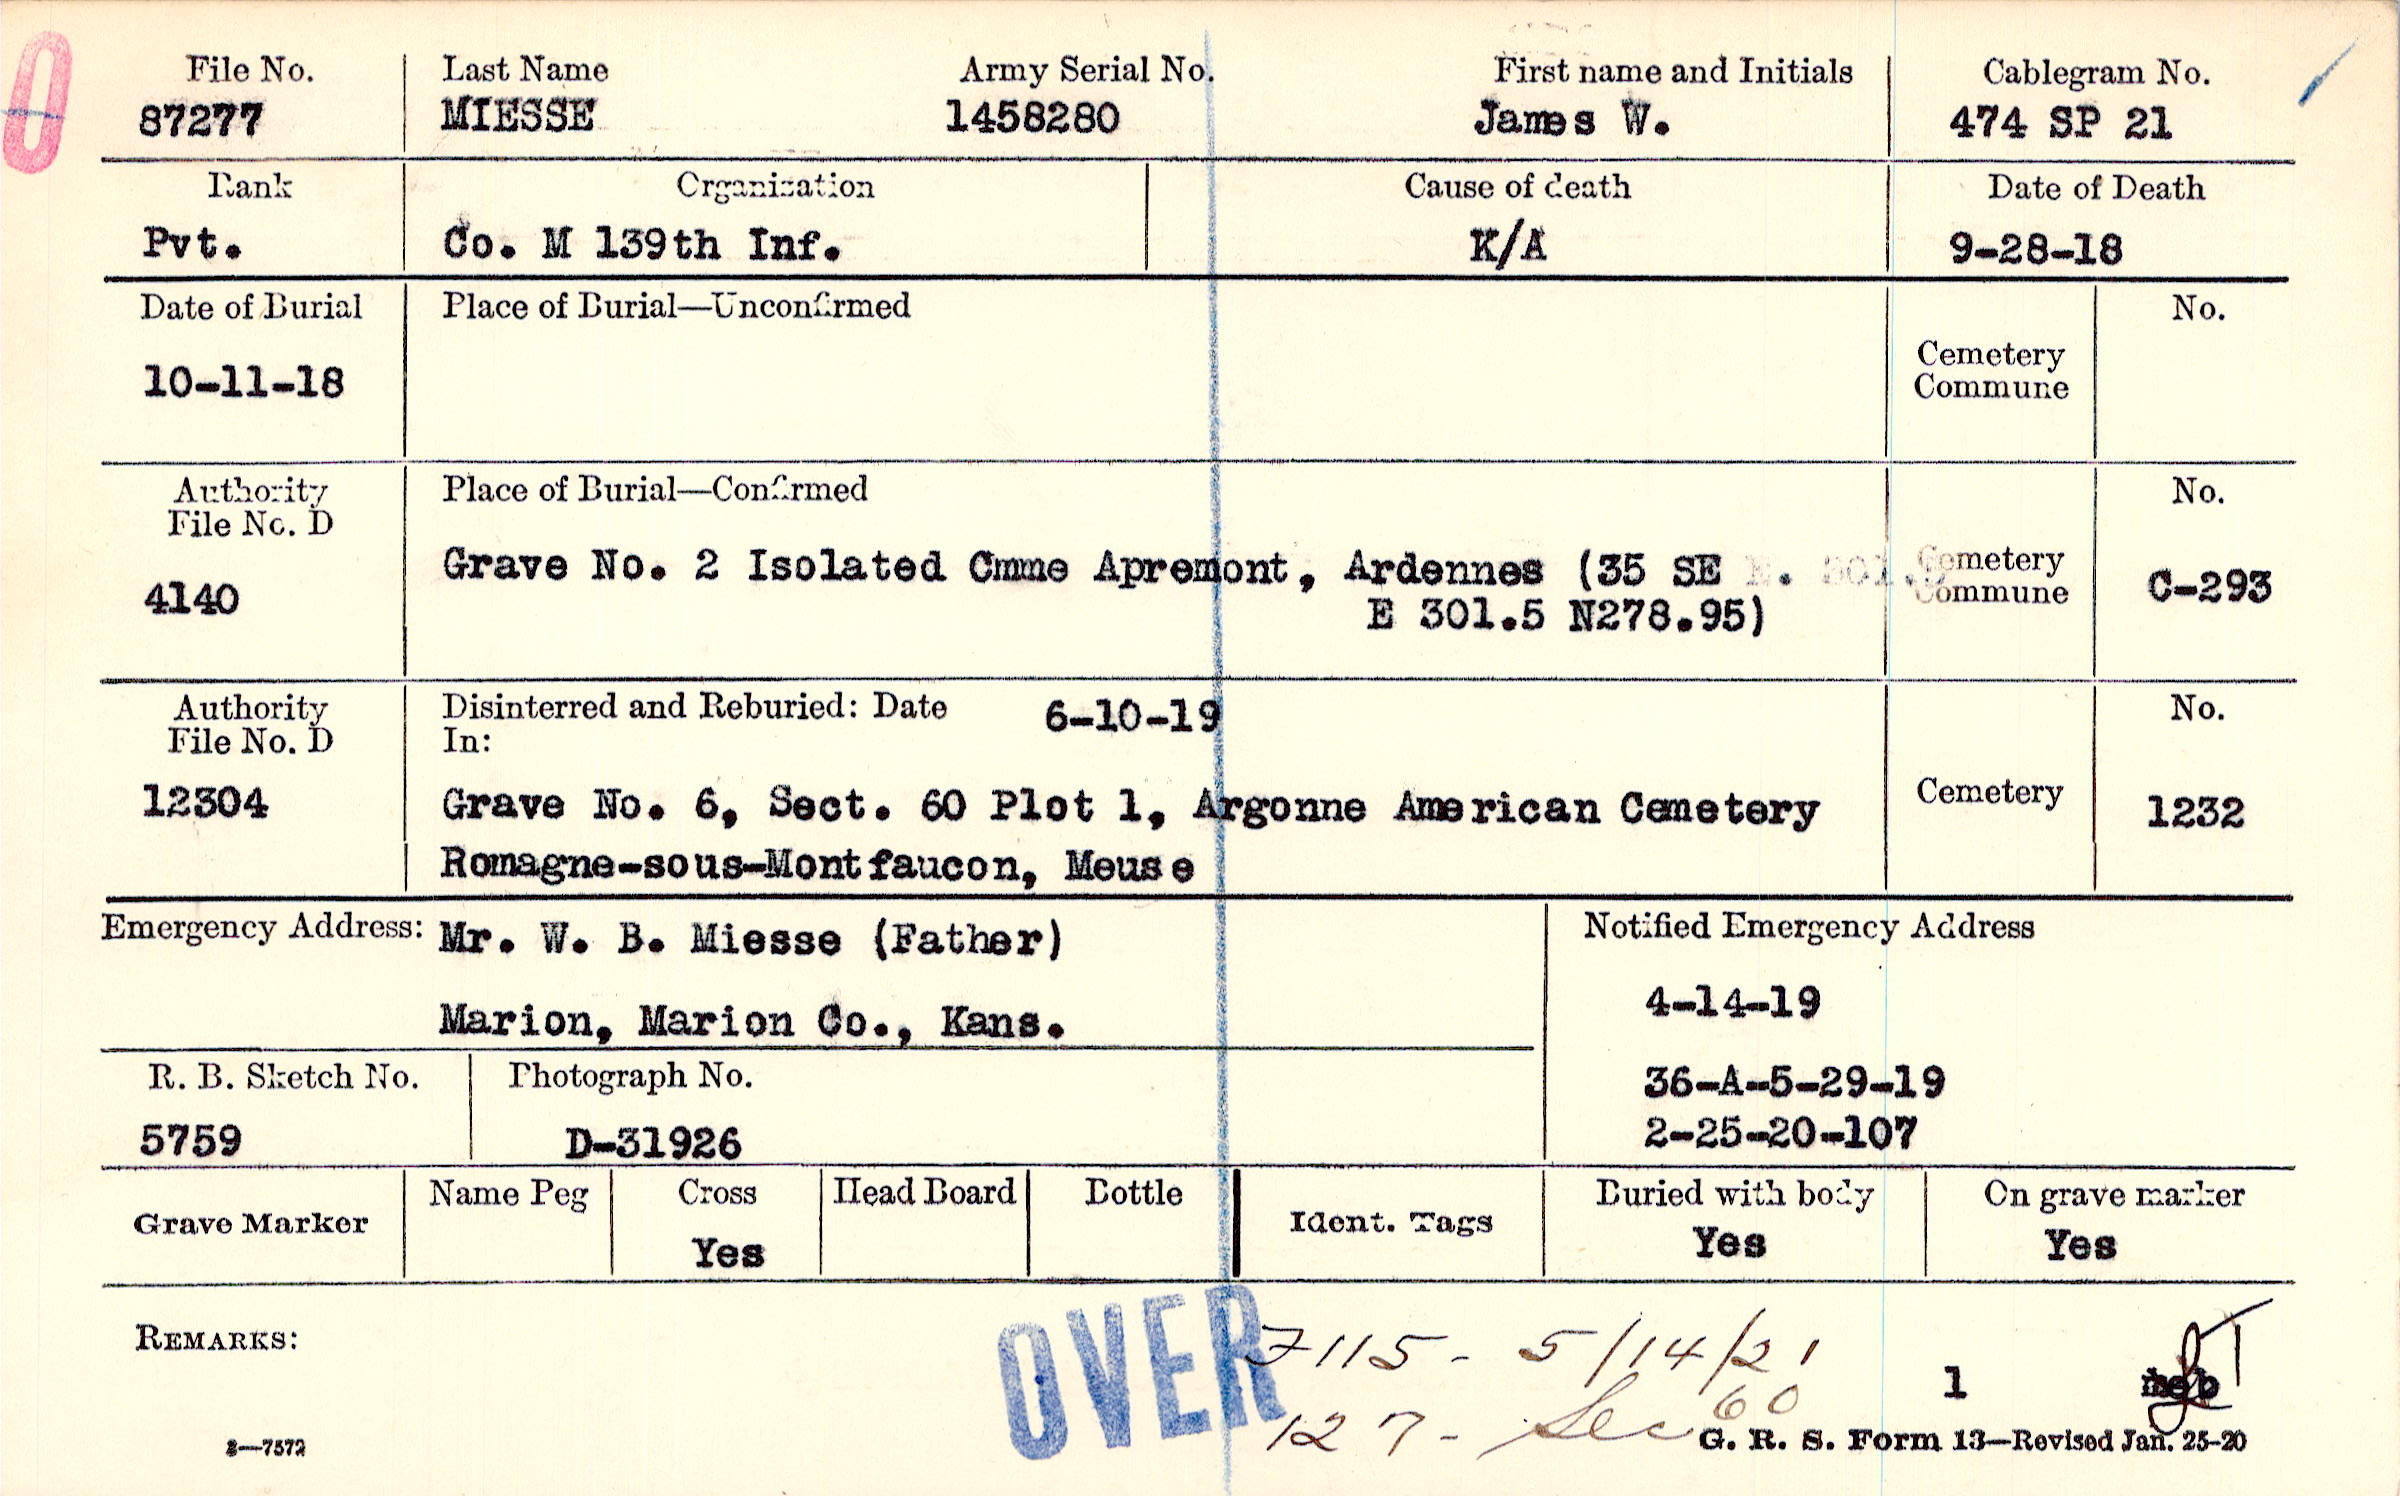 O
File No. Last Name Army Serial No. First name and Initials Cablegram No.
87277 MIESSE 1458280 James W. 474 SP 21
Rank Organization Cause of death Date of Death
Pvt. Co. M 139th Inf. K/A 9-28-18
Date of Burial Place of Burial—Unconfirmed No.
10-11-18 Cemetery
Commune
Authority Place of Burial—Confirmed No.
File No. D
4140 Grave No. 2 Isolated Cmme Apremont, Ardennes (35 SE Cemetery C-293
E 301.5 N278.95) Commune
Authority Disinterred and Reburied: Date 6-10-19 No.
File No. D In:
12304 Grave No. 6, Sect. 60 Plot 1, Argonne American Cemetery Cemetery 1232
Romagne-sous-Montfaucon, Meuse
Emergency Address: Mr. W. B. Miesse (Father) Notified Emergency Address
Marion, Marion Co., Kans. 4-14-19
R. B. Sketch No. Photograph No. 36-A-5-29-19
5759 D-31926 2-25-20-107
Grave Marker Name Peg Cross Head Board Bottle Ident. Tags Buried with body On grave marker
Yes Yes Yes
REMARKS: OVER 7115 - 5/14/21
1
127 - Sec 60
3—7572 G. R. S. Form 13—Revised Jan. 25-20